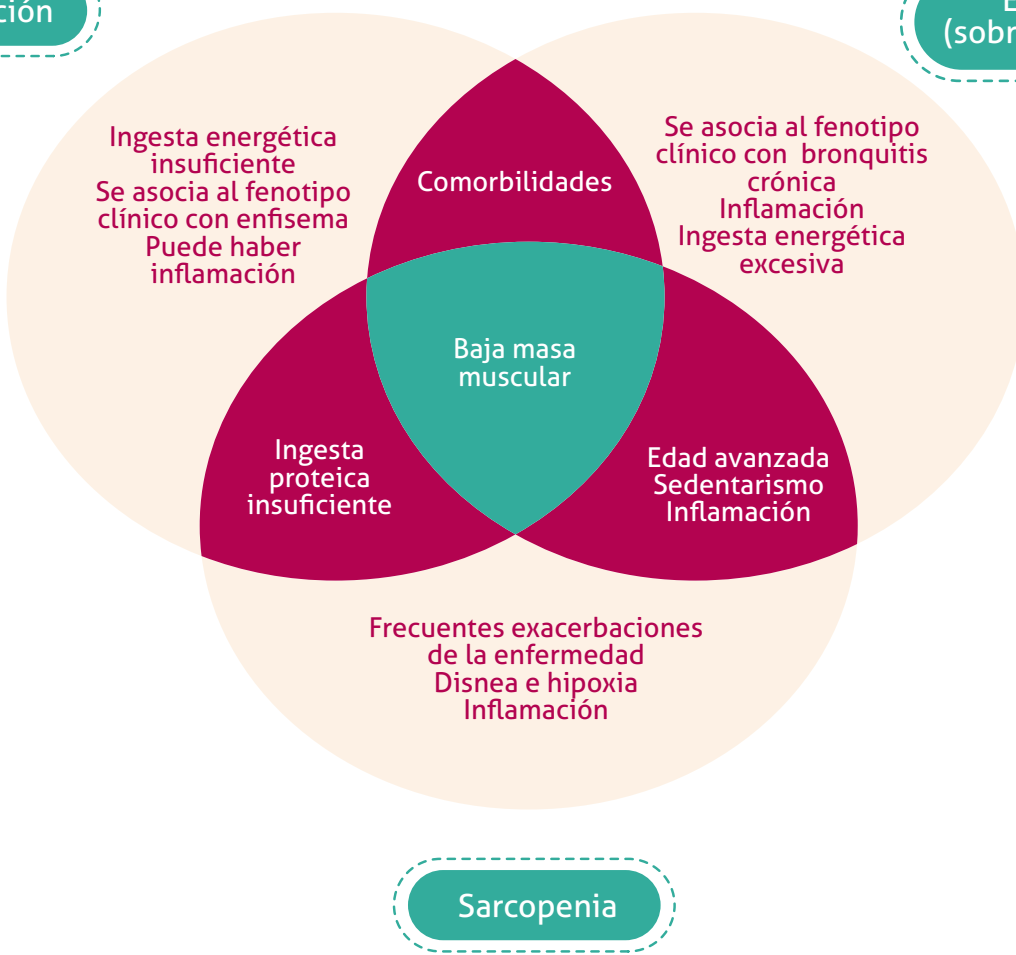 Ingesta energética
insuficiente
Se asocia al fenotipo
clínico con enfisema
Puede haber
inflamación
Comorbilidades
Se asocia al fenotipo
clínico con bronquitis
crónica
Inflamación
Ingesta energética
excesiva
Baja masa
muscular
Ingesta
proteica
insuficiente
Edad avanzada
Sedentarismo
Inflamación
Frecuentes exacerbaciones
de la enfermedad
Disnea e hipoxia
Inflamación
Sarcopenia